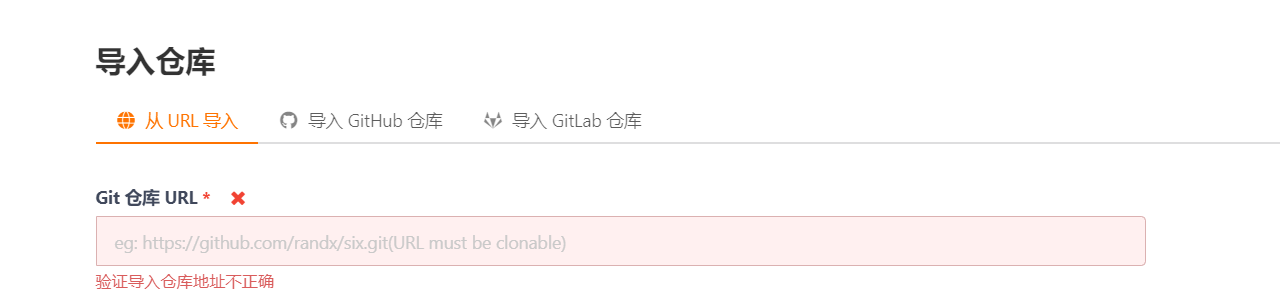 导入仓库
从 URL 导入 导入 GitHub 仓库 导入 GitLab 仓库
Git 仓库 URL *
eg: https://github.com/randx/six.git(URL must be clonable)
验证导入仓库地址不正确